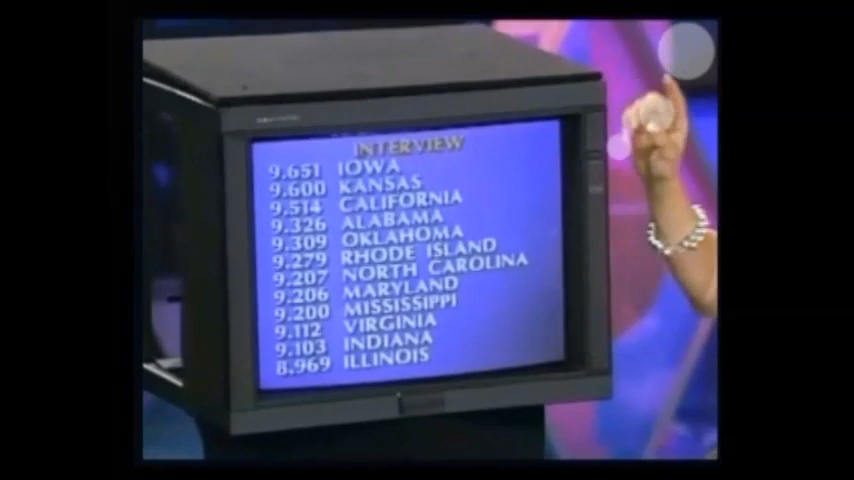 INTERVIEW
9.651 IOWA
9.600 KANSAS
9.514 CALIFORNIA
9.326 ALABAMA
9.309 OKLAHOMA
9.279 RHODE ISLAND
9.207 NORTH CAROLINA
9.206 MARYLAND
9.200 MISSISSIPPI
9.112 VIRGINIA
9.103 INDIANA
8.969 ILLINOIS